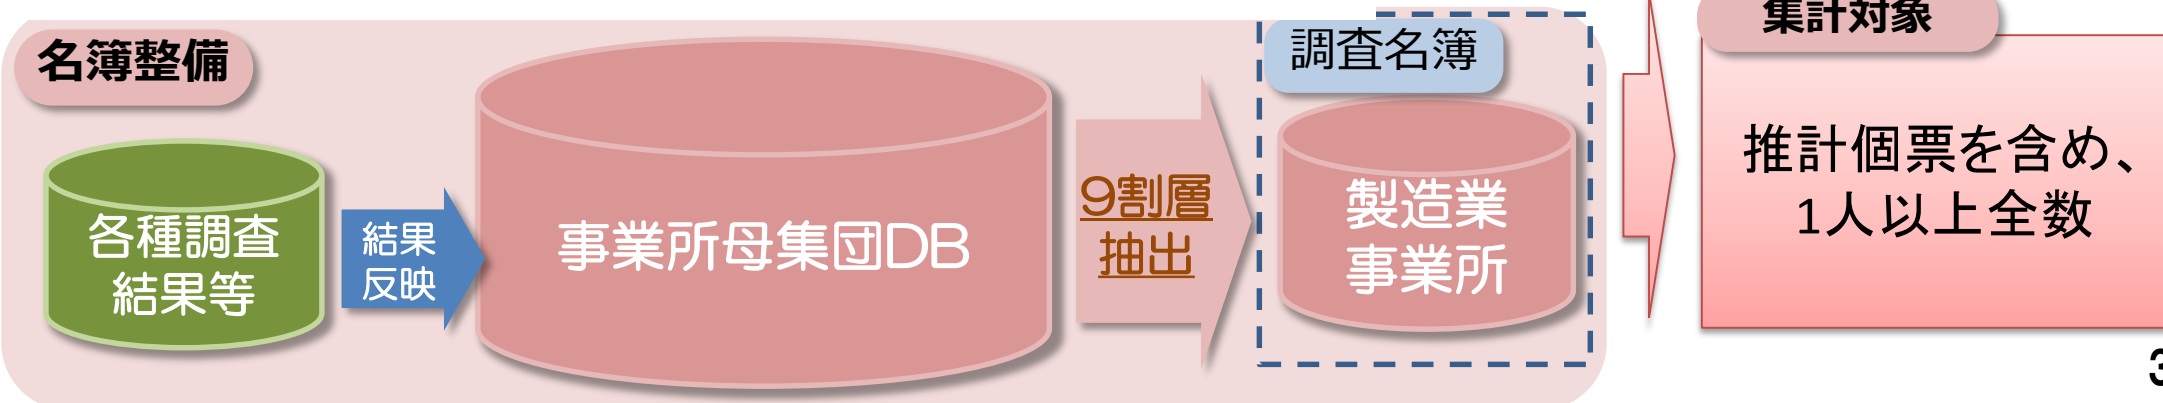 名簿整備
各種調査
結果等
結果
反映
事業所母集団DB
9割層
抽出
調査名簿
製造業
事業所
集計対象
推計個票を含め、
1人以上全数
3